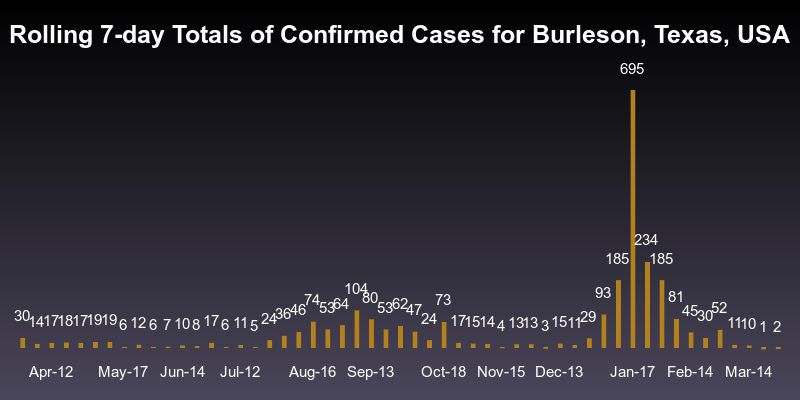 Rolling 7-day Totals of Confirmed Cases for Burleson, Texas, USA
30 14 17 18 17 19 19 6 12 6 7 10 8 17 6 11 5 24 36 46 74 53 64 104 80 53 62 47 24 73 17 15 14 4 13 13 3 15 11 29 93 185 695 234 185 81 45 30 52 11 10 1 2
Apr-12 May-17 Jun-14 Jul-12 Aug-16 Sep-13 Oct-18 Nov-15 Dec-13 Jan-17 Feb-14 Mar-14